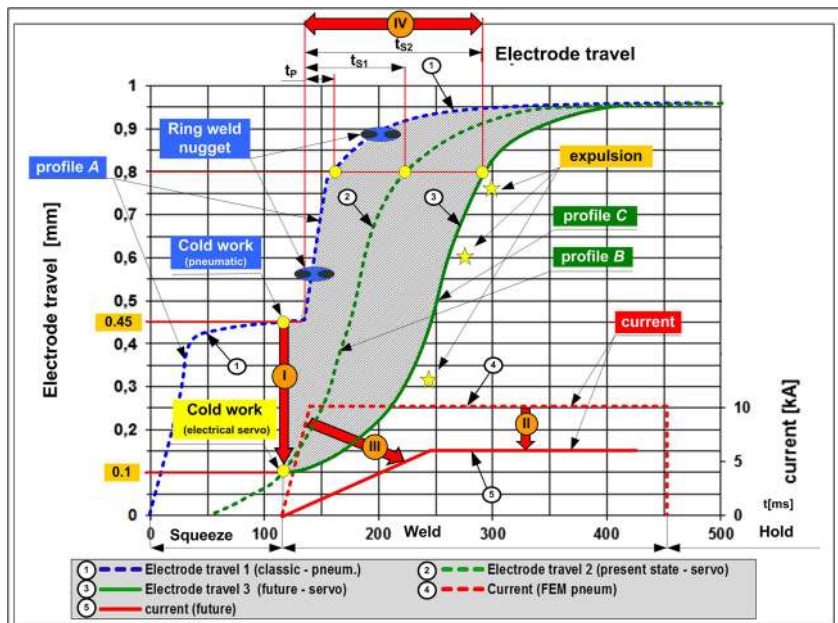 IV
tS2
Electrode travel
tP
tS1
1
1
0,9
0,8
0,7
0,6
0,5
0,4
0,3
0,2
0,1
0
Electrode travel [mm]
0.45
0.1
Ring weld
nugget
profile A
Cold work
(pneumatic)
expulsion
2
3
profile C
profile B
current
1
I
4
Cold work
(electrical servo)
III
II
5
10
5
0
current [kA]
t[ms]
0
100
200
300
400
500
Squeeze
Weld
Hold
1 Electrode travel 1 (classic - pneum.)
2 Electrode travel 2 (present state - servo)
3 Electrode travel 3 (future - servo)
4 Current (FEM pneum)
5 current (future)